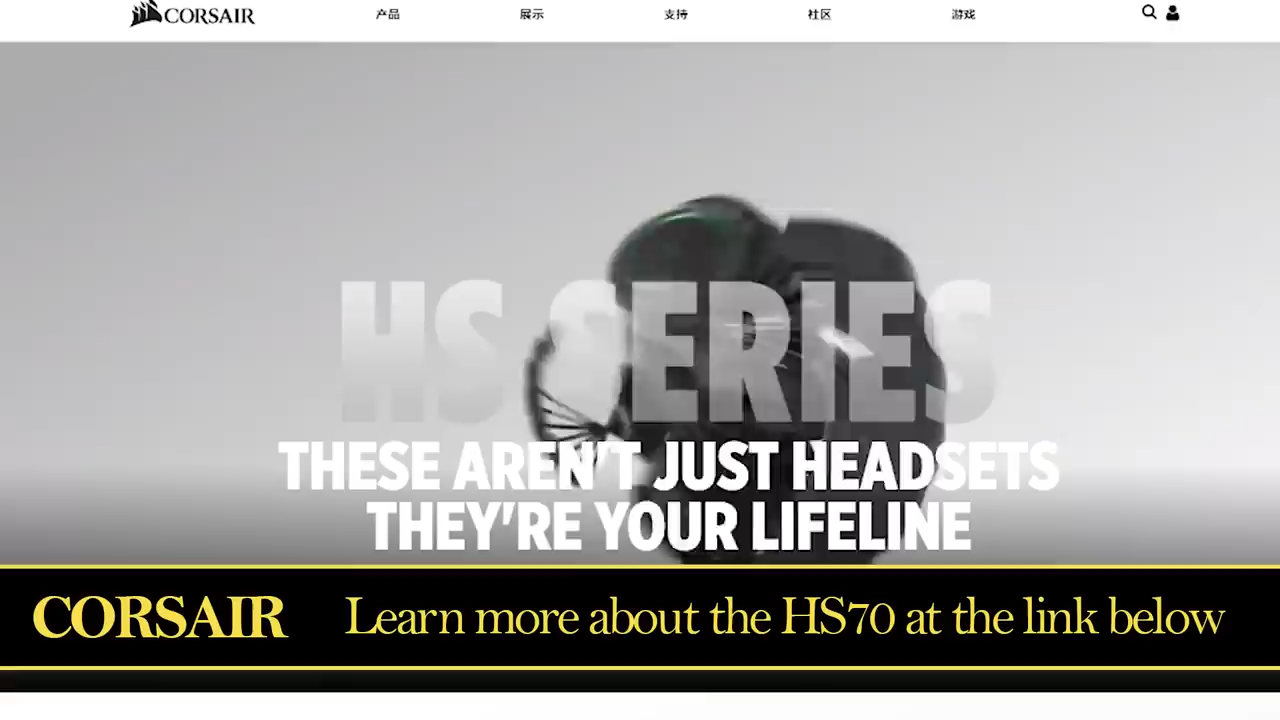 CORSAIR
产品
展示
支持
社区
游戏
HS SERIES
THESE AREN'T JUST HEADSETS
THEY'RE YOUR LIFELINE
CORSAIR
Learn more about the HS70 at the link below